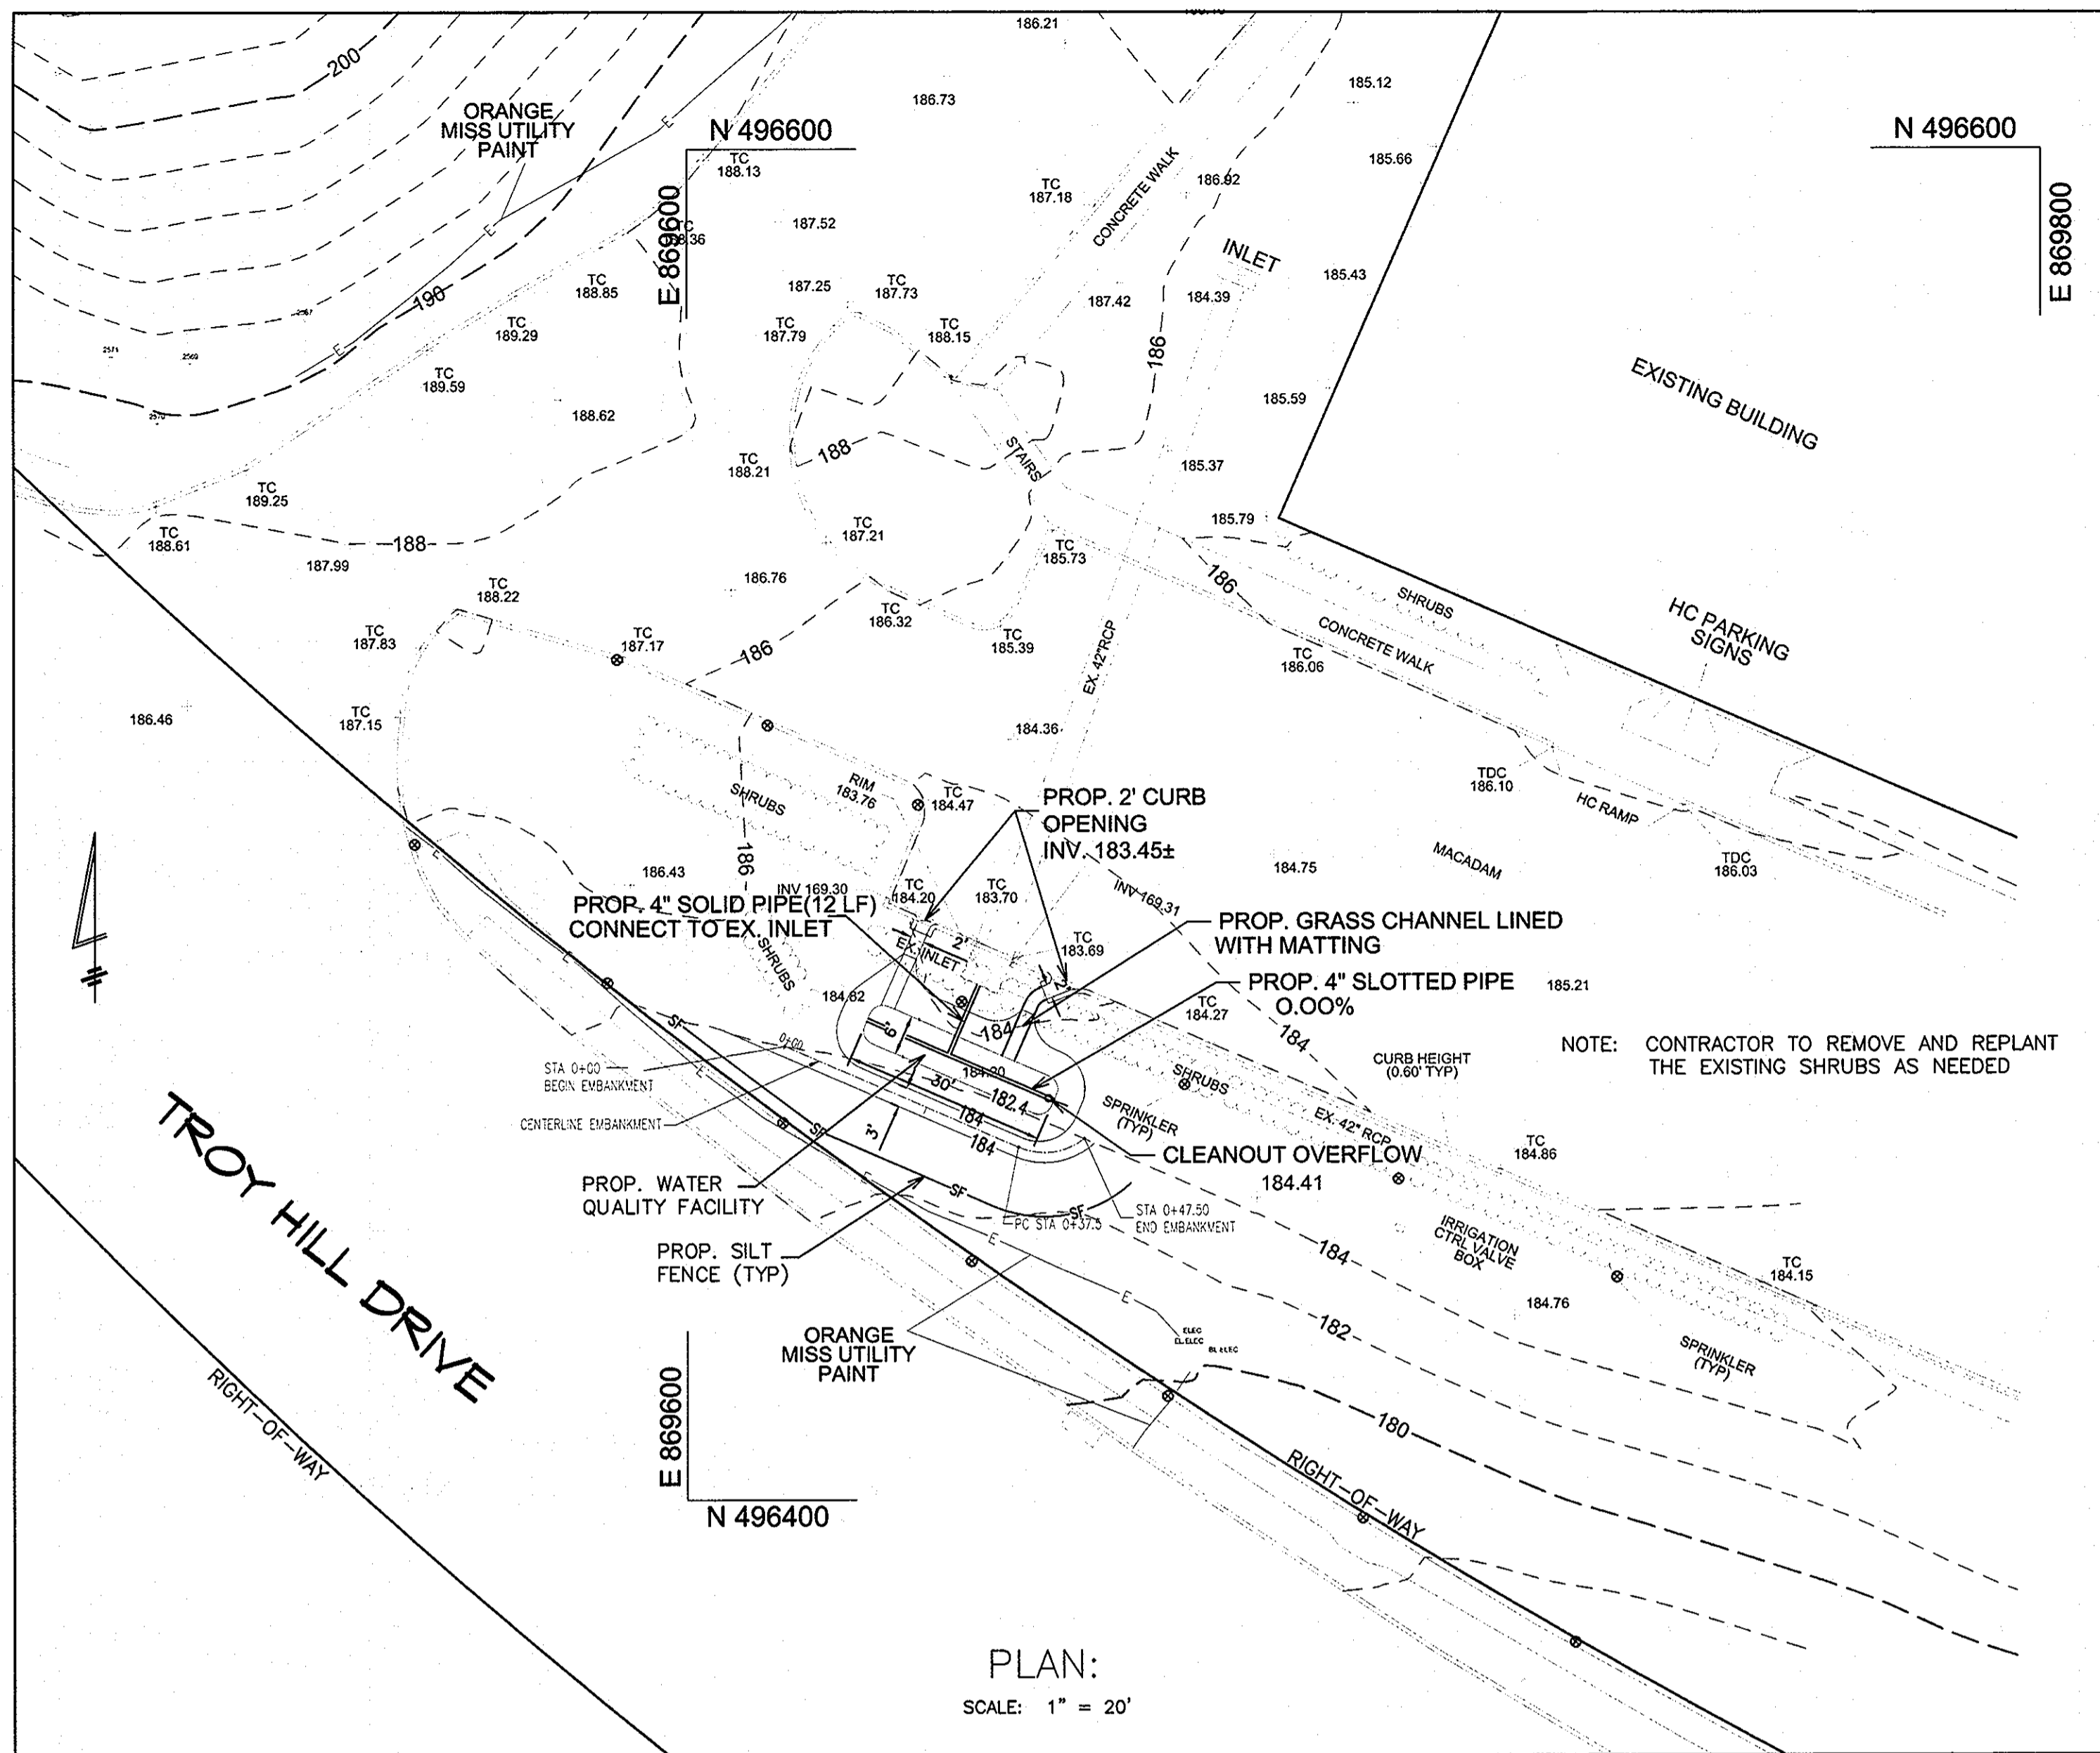 186.21
200
ORANGE
MISS UTILITY
PAINT
186.73
185.12
N 496600
N 496600
TC
188.13
185.66
E 869600
E 869800
TC
187.18
CONCRETE WALK
186.92
187.52
INLET
TC
188.85
187.25
TC
187.73
187.42
184.39
185.43
190
TC
189.29
TC
187.79
TC
188.15
186
TC
189.59
185.59
EXISTING BUILDING
188.62
188
STAIRS
TC
188.21
185.37
TC
189.25
TC
188.61
187.99
188
TC
187.21
TC
185.73
185.79
186
186.76
TC
188.22
TC
187.83
TC
187.17
186
TC
186.32
TC
185.39
EX. 42"RCP
SHRUBS
CONCRETE WALK
TC
186.06
HC PARKING
SIGNS
186.46
TC
187.15
184.36
SHRUBS
RIM
183.76
TC
184.47
PROP. 2' CURB
OPENING
INV. 183.45±
TDC
186.10
HC RAMP
MACADAM
TDC
186.03
184.75
186
186.43
INV 169.30
TC
184.20
TC
183.70
INV 169.31
PROP. 4" SOLID PIPE(12 LF)
CONNECT TO EX. INLET
PROP. GRASS CHANNEL LINED
WITH MATTING
2'
EX. INLET
TC
183.69
SHRUBS
2'
PROP. 4" SLOTTED PIPE
0.00%
185.21
TC
184.27
184
184
SF
0+00
NOTE: CONTRACTOR TO REMOVE AND REPLANT
THE EXISTING SHRUBS AS NEEDED
CURB HEIGHT
(0.60' TYP)
STA 0+00
BEGIN EMBANKMENT
184.20
SHRUBS
30'
182.4
SPRINKLER
(TYP)
184
CENTERLINE EMBANKMENT
SF
3'
184
EX. 42" RCP
TC
184.86
CLEANOUT OVERFLOW
184.41
PROP. WATER
QUALITY FACILITY
SF
SF
PC STA 0+37.5
STA 0+47.50
END EMBANKMENT
IRRIGATION
CTRL VALVE
BOX
PROP. SILT
FENCE (TYP)
184
TC
184.15
184.76
182
SPRINKLER
(TYP)
ORANGE
MISS UTILITY
PAINT
ELEC
TROY HILL DRIVE
RIGHT-OF-WAY
180
RIGHT-OF-WAY
E 869600
N 496400
PLAN:
SCALE: 1" = 20'